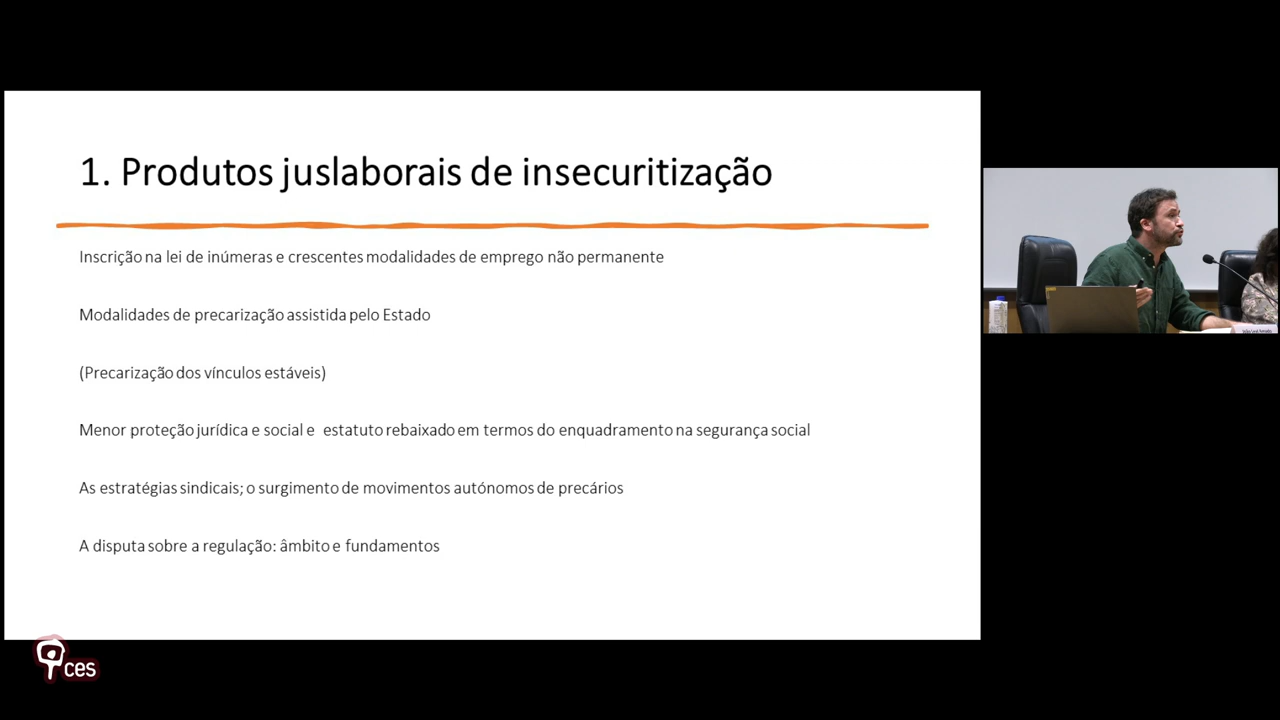 1. Produtos juslaborais de insecuritização
Inscrição na lei de inúmeras e crescentes modalidades de emprego não permanente
Modalidades de precarização assistida pelo Estado
(Precarização dos vínculos estáveis)
Menor proteção jurídica e social e estatuto rebaixado em termos do enquadramento na segurança social
As estratégias sindicais; o surgimento de movimentos autónomos de precários
A disputa sobre a regulação: âmbito e fundamentos
ces